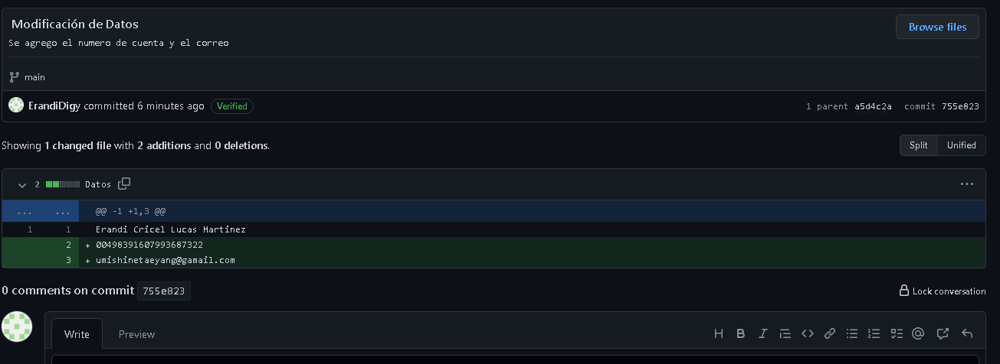 Modificación de Datos
Browse files
Se agrego el numero de cuenta y el correo
main
ErandiDigy committed 6 minutes ago Verified 1 parent a5d4c2a commit 755e823
Showing 1 changed file with 2 additions and 0 deletions.
Split Unified
2 Datos ...
... ... @@ -1 +1,3 @@
1 1 Erandi Cricel Lucas Martinez
2 + 00498391607993687322
3 + umishinetaeyang@gamail.com
0 comments on commit 755e823
Lock conversation
Write Preview